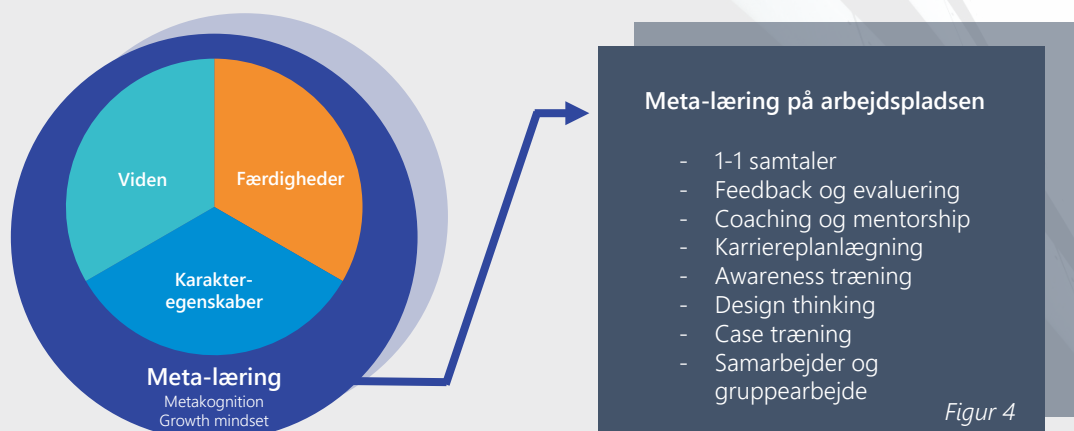 Viden
Færdigheder
Karakter-
egenskaber
Meta-læring
Metakognition
Growth mindset
Meta-læring på arbejdspladsen
- 1-1 samtaler
- Feedback og evaluering
- Coaching og mentorship
- Karriereplanlægning
- Awareness træning
- Design thinking
- Case træning
- Samarbejder og
gruppearbejde
Figur 4